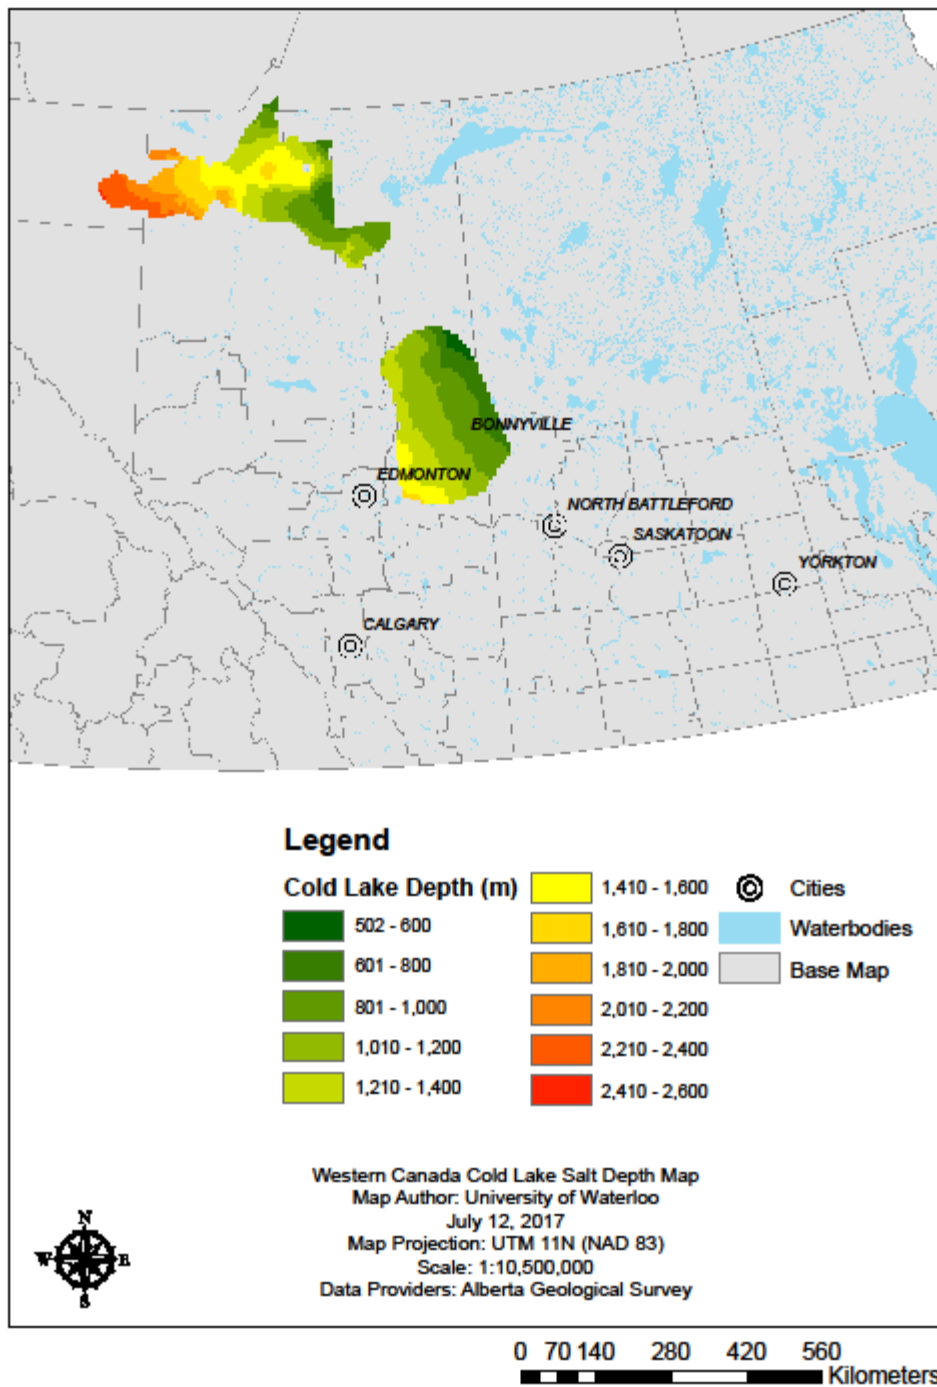 BONNYVILLE
EDMONTON
NORTH BATTLEFORD
SASKATOON
YORKTON
CALGARY
Legend
Cold Lake Depth (m)
502 - 600
601 - 800
801 - 1,000
1,010 - 1,200
1,210 - 1,400
1,410 - 1,600
1,610 - 1,800
1,810 - 2,000
2,010 - 2,200
2,210 - 2,400
2,410 - 2,600
Cities
Waterbodies
Base Map
Western Canada Cold Lake Salt Depth Map
Map Author: University of Waterloo
July 12, 2017
Map Projection: UTM 11N (NAD 83)
Scale: 1:10,500,000
Data Providers: Alberta Geological Survey
N
W E
S
0 70 140 280 420 560
Kilometers